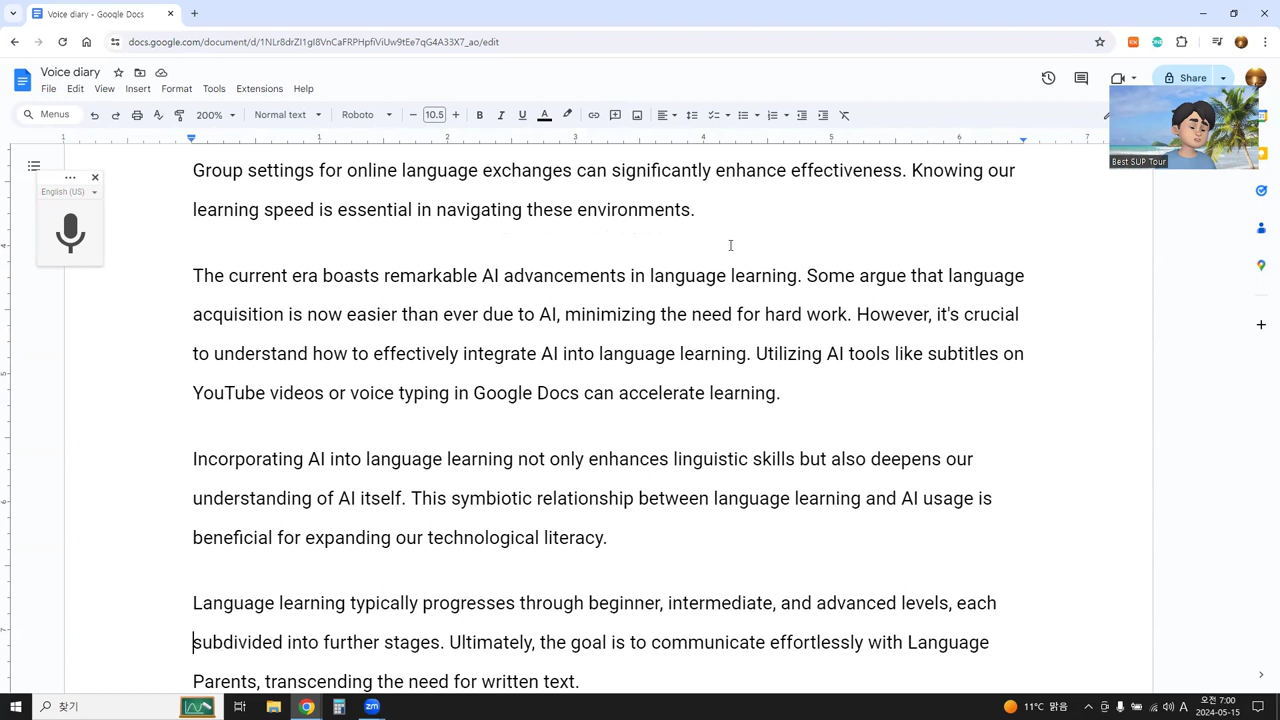 Voice diary - Google Docs
docs.google.com/document/d/1NLr8drZI1gI8VnCaFRPHpfiViUw9tEe7qG4A33X7_ao/edit
Voice diary
Share
File Edit View Insert Format Tools Extensions Help
Menus 200% Normal text Roboto 10.5
Best SUP Tour
1 1 2 3 4 5 6 7
English (US)
Group settings for online language exchanges can significantly enhance effectiveness. Knowing our
learning speed is essential in navigating these environments.
The current era boasts remarkable AI advancements in language learning. Some argue that language
acquisition is now easier than ever due to AI, minimizing the need for hard work. However, it's crucial
to understand how to effectively integrate AI into language learning. Utilizing AI tools like subtitles on
YouTube videos or voice typing in Google Docs can accelerate learning.
Incorporating AI into language learning not only enhances linguistic skills but also deepens our
understanding of AI itself. This symbiotic relationship between language learning and AI usage is
beneficial for expanding our technological literacy.
Language learning typically progresses through beginner, intermediate, and advanced levels, each
subdivided into further stages. Ultimately, the goal is to communicate effortlessly with Language
Parents, transcending the need for written text.
찾기
11°C 맑음
A
오전 7:00
2024-05-15